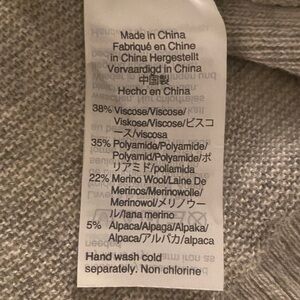 Made in China
Fabriqué en Chine
in China Hergestellt
Vervaardigd in China
中国製
Hecho en China
38% Viscose/Viscose/
Viskose/Viscose/ビスコ
ース/viscosa
35% Polyamide/Polyamide/
Polyamid/Polyamide/ポ
リアミド/poliamida
22% Merino Wool/Laine De
Merinos/Merinowolle/
Merinowol/メリノウー
ル/lana merino
5% Alpaca/Alpaga/Alpaka/
Alpaca/アルパカ/alpaca
Hand wash cold
separately. Non chlorine